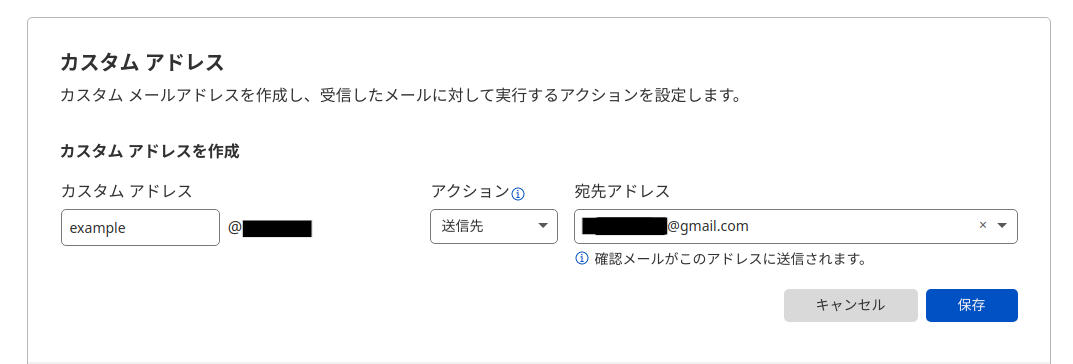 カスタム アドレス
カスタム メールアドレスを作成し、受信したメールに対して実行するアクションを設定します。
カスタム アドレスを作成
カスタム アドレス アクション 宛先アドレス
example @ 送信先 @gmail.com ×
確認メールがこのアドレスに送信されます。
キャンセル 保存